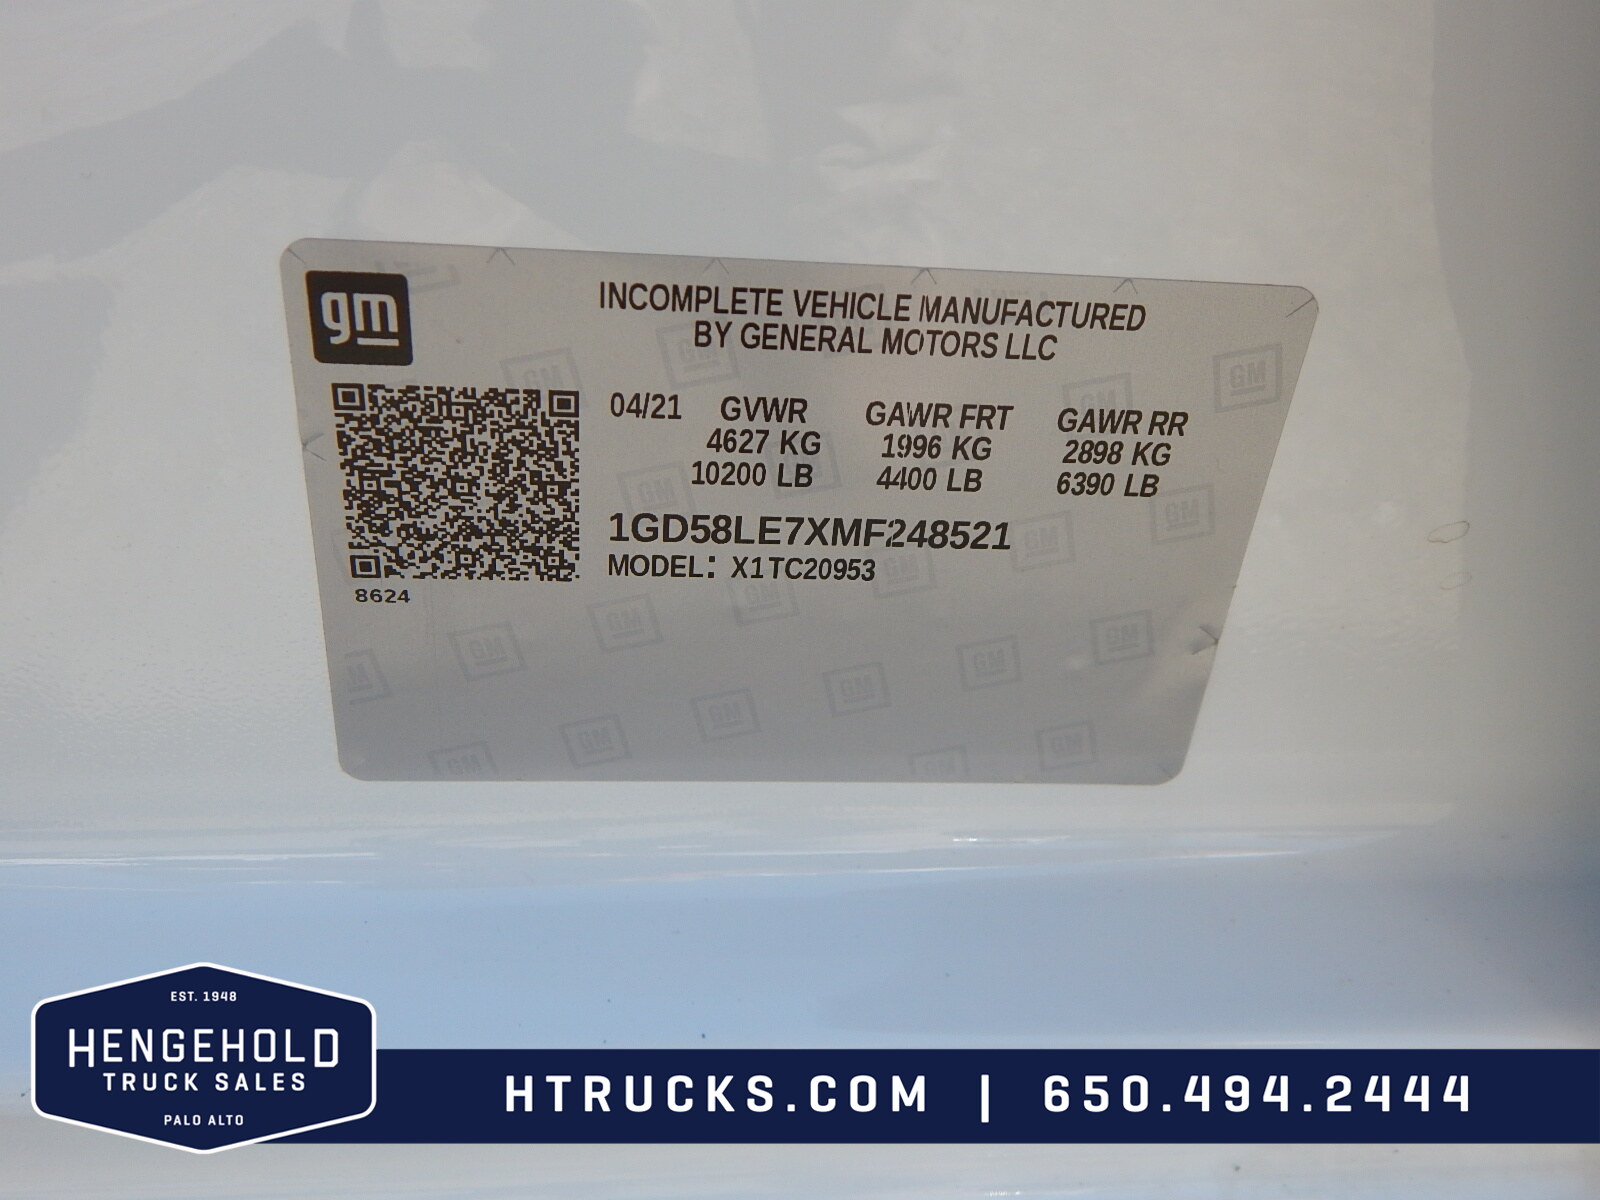 gm
INCOMPLETE VEHICLE MANUFACTURED
BY GENERAL MOTORS LLC
04/21 GVWR GAWR FRT GAWR RR
4627 KG 1996 KG 2898 KG
10200 LB 4400 LB 6390 LB
1GD58LE7XMF248521
MODEL: X1TC20953
8624
EST. 1948
HENGEHOLD
TRUCK SALES
PALO ALTO
HTRUCKS.COM | 650.494.2444